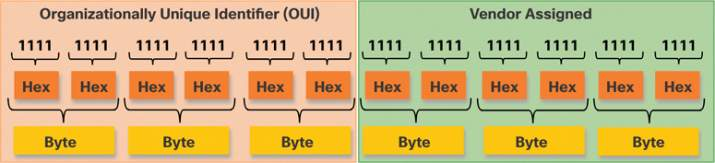 Organizationally Unique Identifier (OUI) Vendor Assigned
1111 1111 1111 1111 1111 1111 1111 1111 1111 1111 1111 1111
Hex Hex Hex Hex Hex Hex Hex Hex Hex Hex Hex Hex
Byte Byte Byte Byte Byte Byte